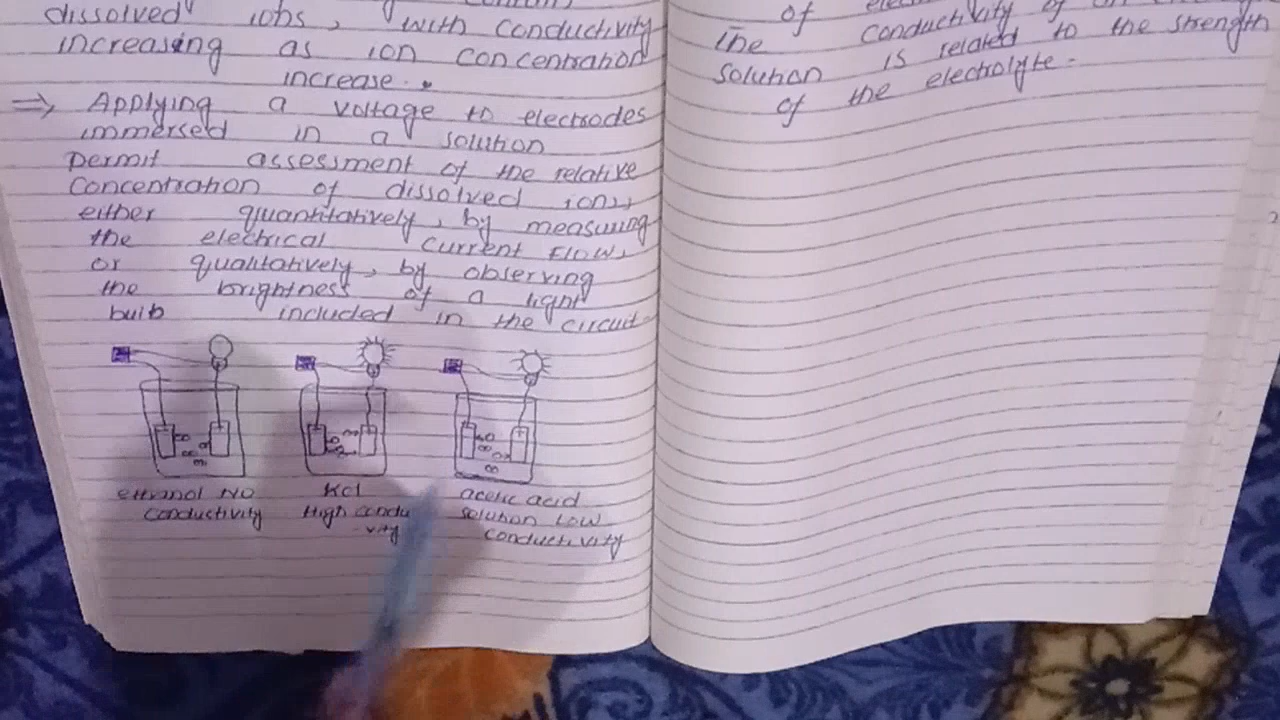 dissolved ions, with conductivity
increasing as ion concentration
increase.
⇒ Applying a voltage to electrodes
immersed in a solution
permit assessment of the relative
concentration of dissolved ions,
either quantitatively, by measuring
the electrical current flow,
or qualitatively, by observing
the brightness of a light
bulb included in the circuit
ethanol NO
conductivity
KCl
High condu
-vity
acetic acid
solution Low
conductivity
of
The conductivity of
solution is related to the strength
of the electrolyte.